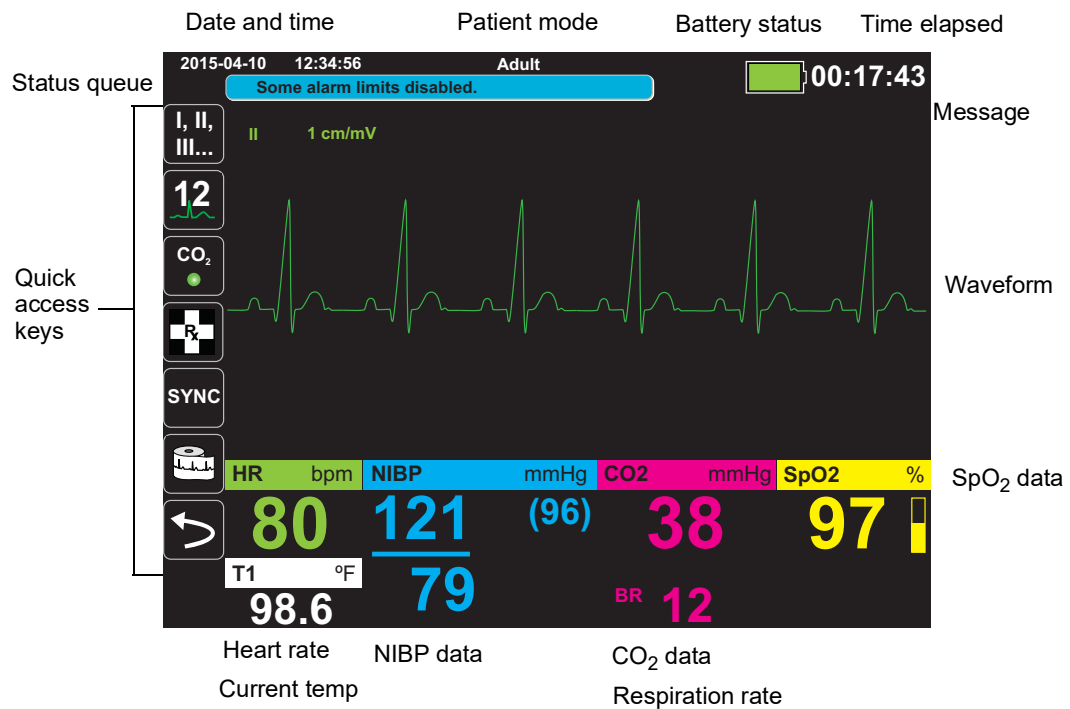 Date and time
Patient mode
Battery status
Time elapsed
2015-04-10 12:34:56
Adult
00:17:43
Status queue
Some alarm limits disabled.
Message
I, II,
III...
II 1 cm/mV
12
CO2
Quick
access
keys
Waveform
Rx
SYNC
HR bpm
NIBP mmHg
CO2 mmHg
SpO2 %
SpO2 data
80
121
(96)
38
97
T1 ºF
79
98.6
BR 12
Heart rate
NIBP data
CO2 data
Current temp
Respiration rate